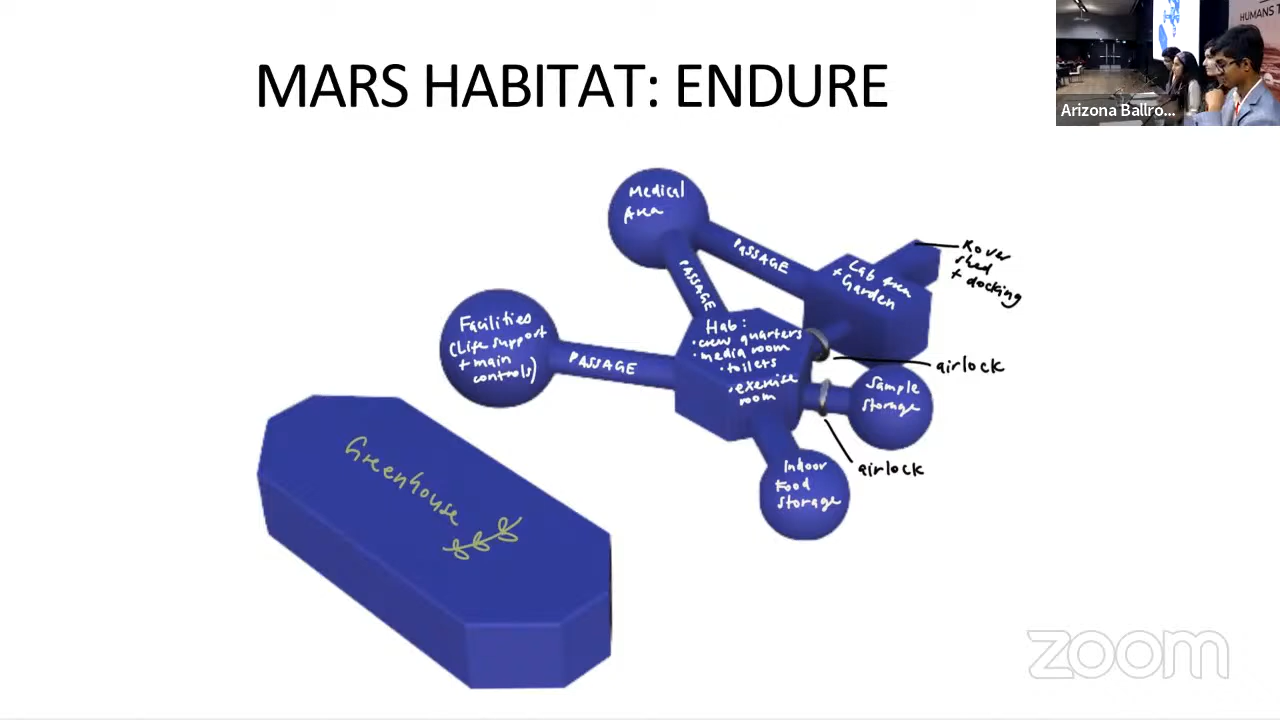 MARS HABITAT: ENDURE
HUMANS T
Arizona Ballro...
Medical
Area
PASSAGE
PASSAGE
Lab Area
+ Garden
Rover
shed
+ docking
Facilities
(Life support
+ main
controls)
PASSAGE
Hab:
• crew quarters
• media room
• toilets
• exercise
room
airlock
Sample
Storage
airlock
Indoor
Food
Storage
Greenhouse
zoom